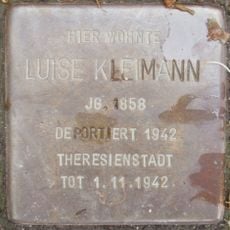 HIER WOHNTE
LUISE KLEIMANN
JG. 1858
DEPORTIERT 1942
THERESIENSTADT
TOT 1.11.1942